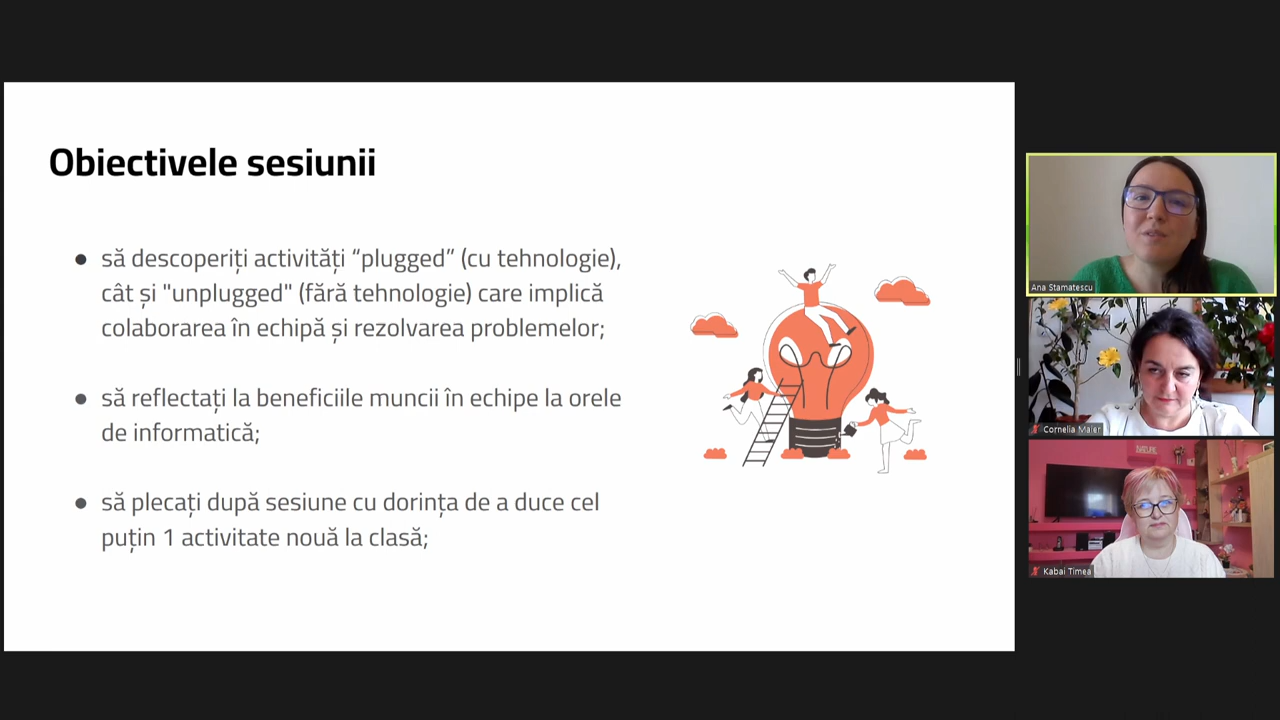 Obiectivele sesiunii
● să descoperiți activități “plugged” (cu tehnologie),
cât și "unplugged" (fără tehnologie) care implică
colaborarea în echipă și rezolvarea problemelor;
● să reflectați la beneficiile muncii în echipe la orele
de informatică;
● să plecați după sesiune cu dorința de a duce cel
puțin 1 activitate nouă la clasă;
Ana Stamatescu
Cornelia Maier
Kabai Timea